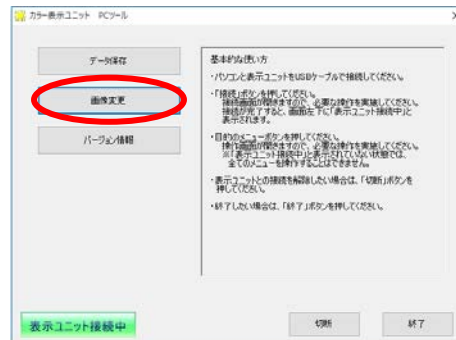 カラー表示ユニット PCツール
データ保存
画像変更
バージョン情報
基本的な使い方
・パソコンと表示ユニットをUSBケーブルで接続してください。
・「接続」ボタンを押してください。
接続画面が開きますので、必要な操作を実施してください。
接続が完了すると、画面左下に「表示ユニット接続中」と
表示されます。
・目的のメニューボタンを押してください。
操作画面が開きますので、必要な操作を実施してください。
※「表示ユニット接続中」と表示されていない状態では、
全てのメニューを操作することはできません。
・表示ユニットとの接続を解除したい場合は、「切断」ボタンを
押してください。
・終了したい場合は、「終了」ボタンを押してください。
表示ユニット接続中
切断
終了